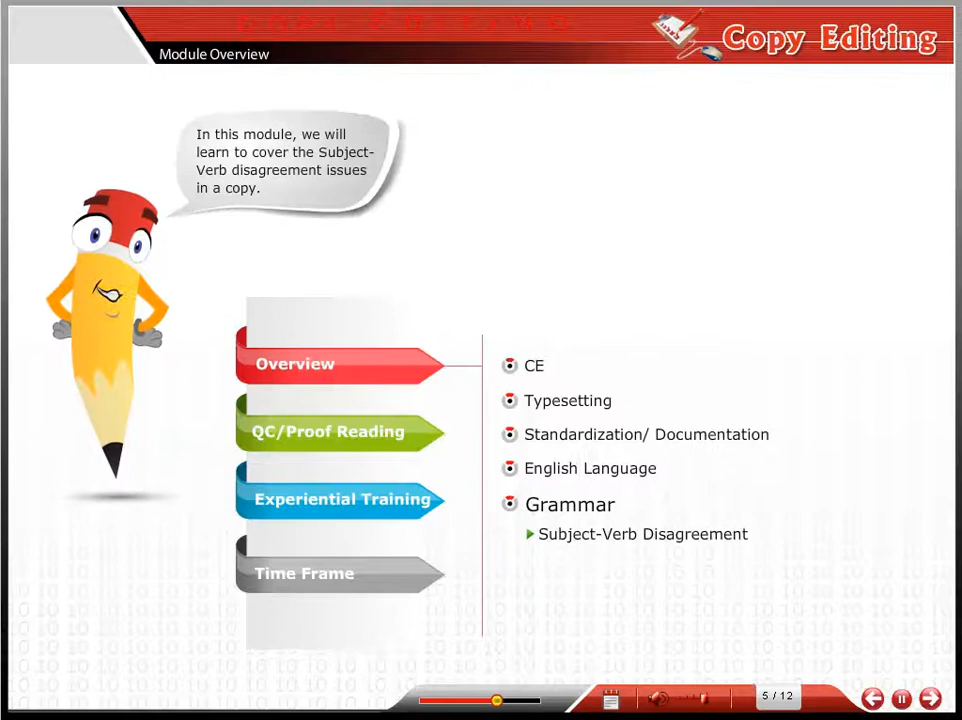 Copy Editing
Module Overview
In this module, we will
learn to cover the Subject-
Verb disagreement issues
in a copy.
Overview
QC/Proof Reading
Experiential Training
Time Frame
CE
Typesetting
Standardization/ Documentation
English Language
Grammar
Subject-Verb Disagreement
5 / 12